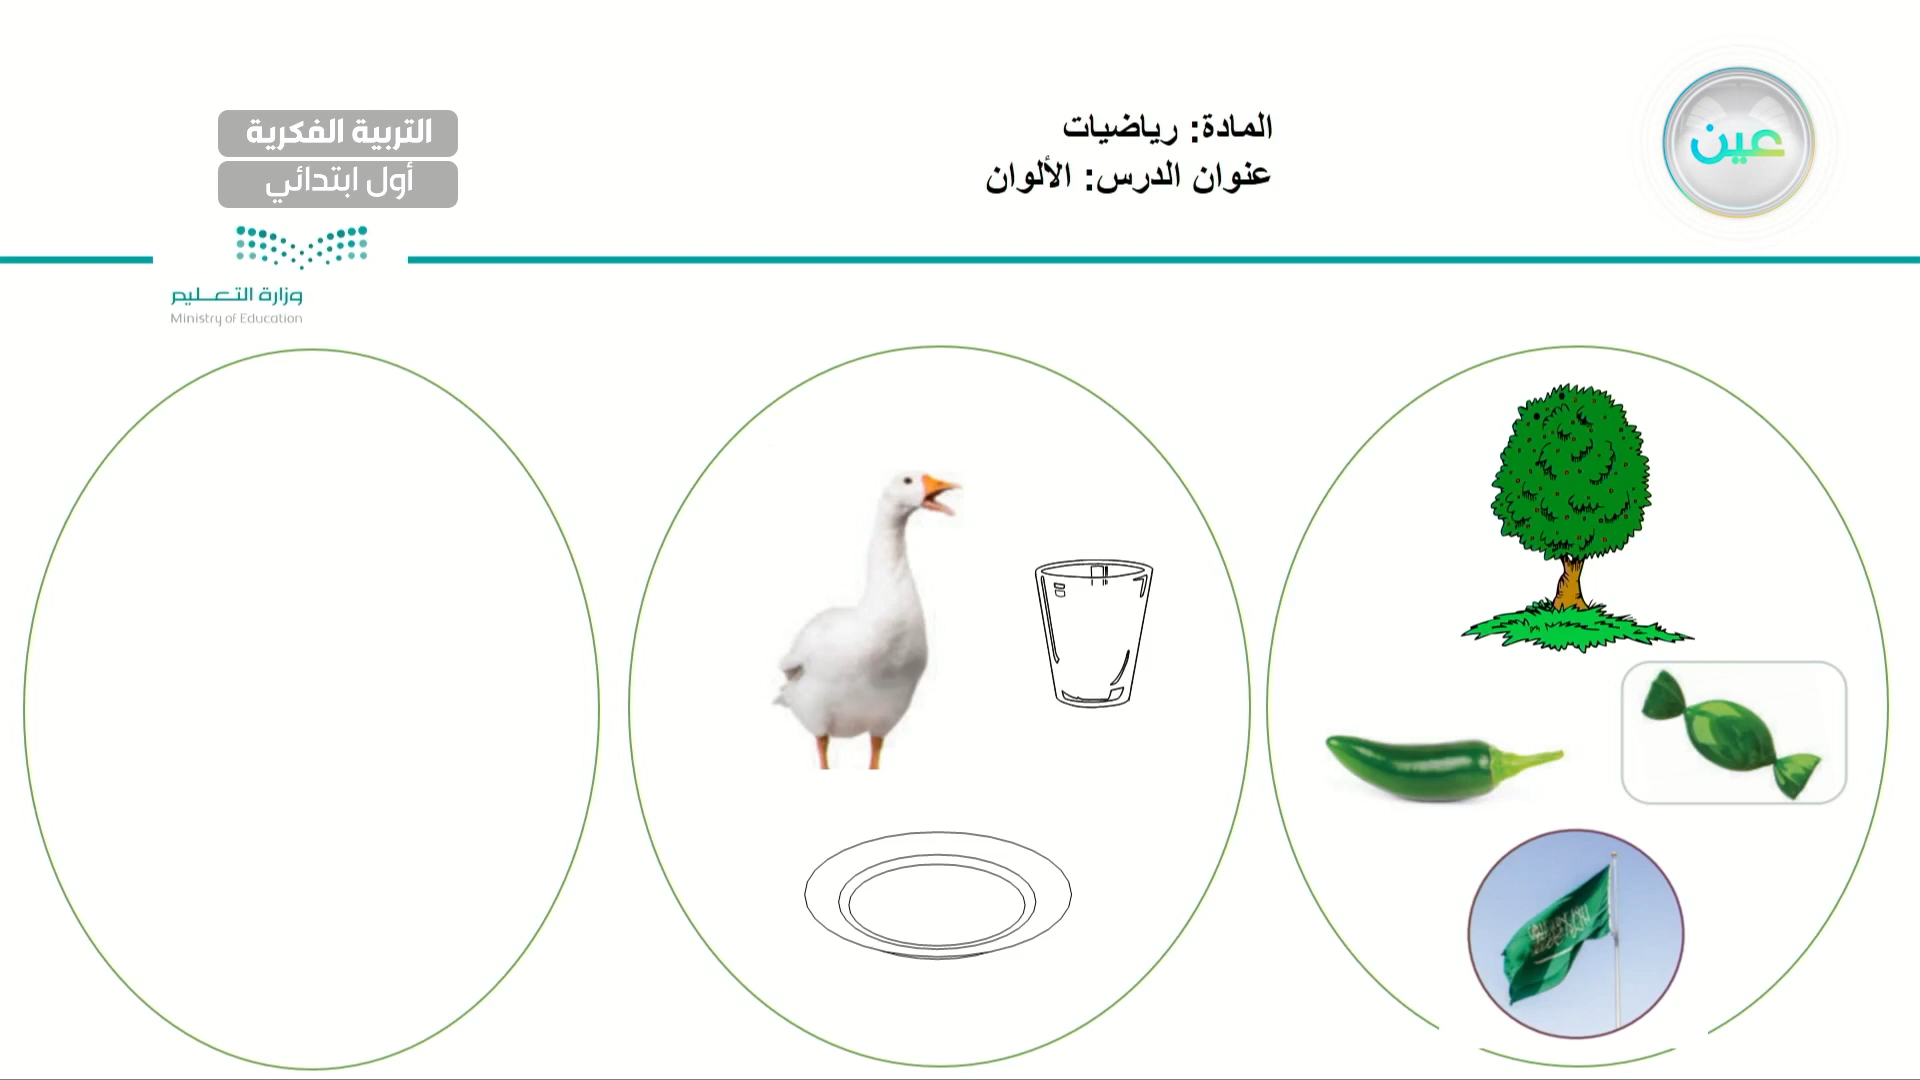 عين
المادة: رياضيات
عنوان الدرس: الألوان
التربية الفكرية
أول ابتدائي
وزارة التعليم
Ministry of Education